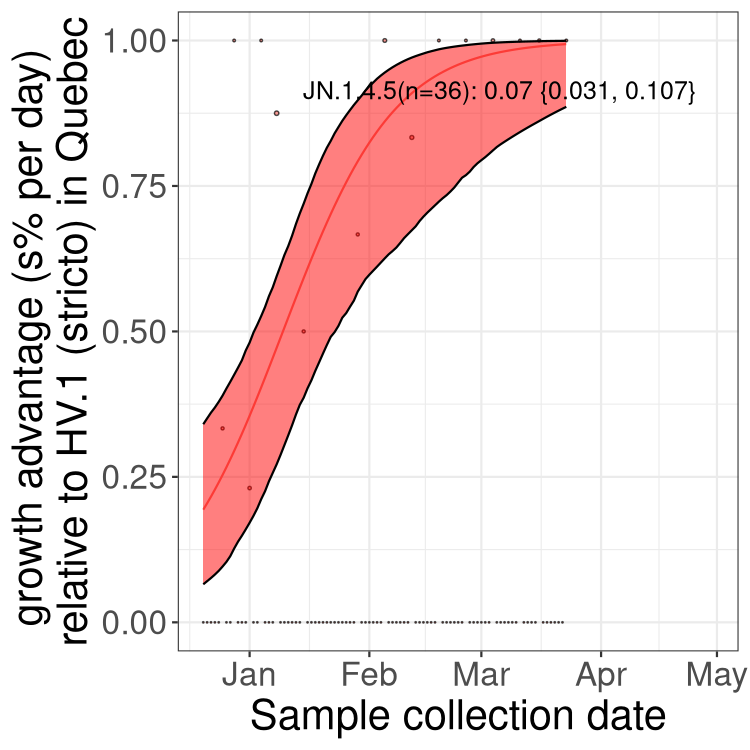 growth advantage (s% per day)
relative to HV.1 (stricto) in Quebec
1.00
0.75
0.50
0.25
0.00
JN.1.4.5(n=36): 0.07 {0.031, 0.107}
Jan Feb Mar Apr May
Sample collection date